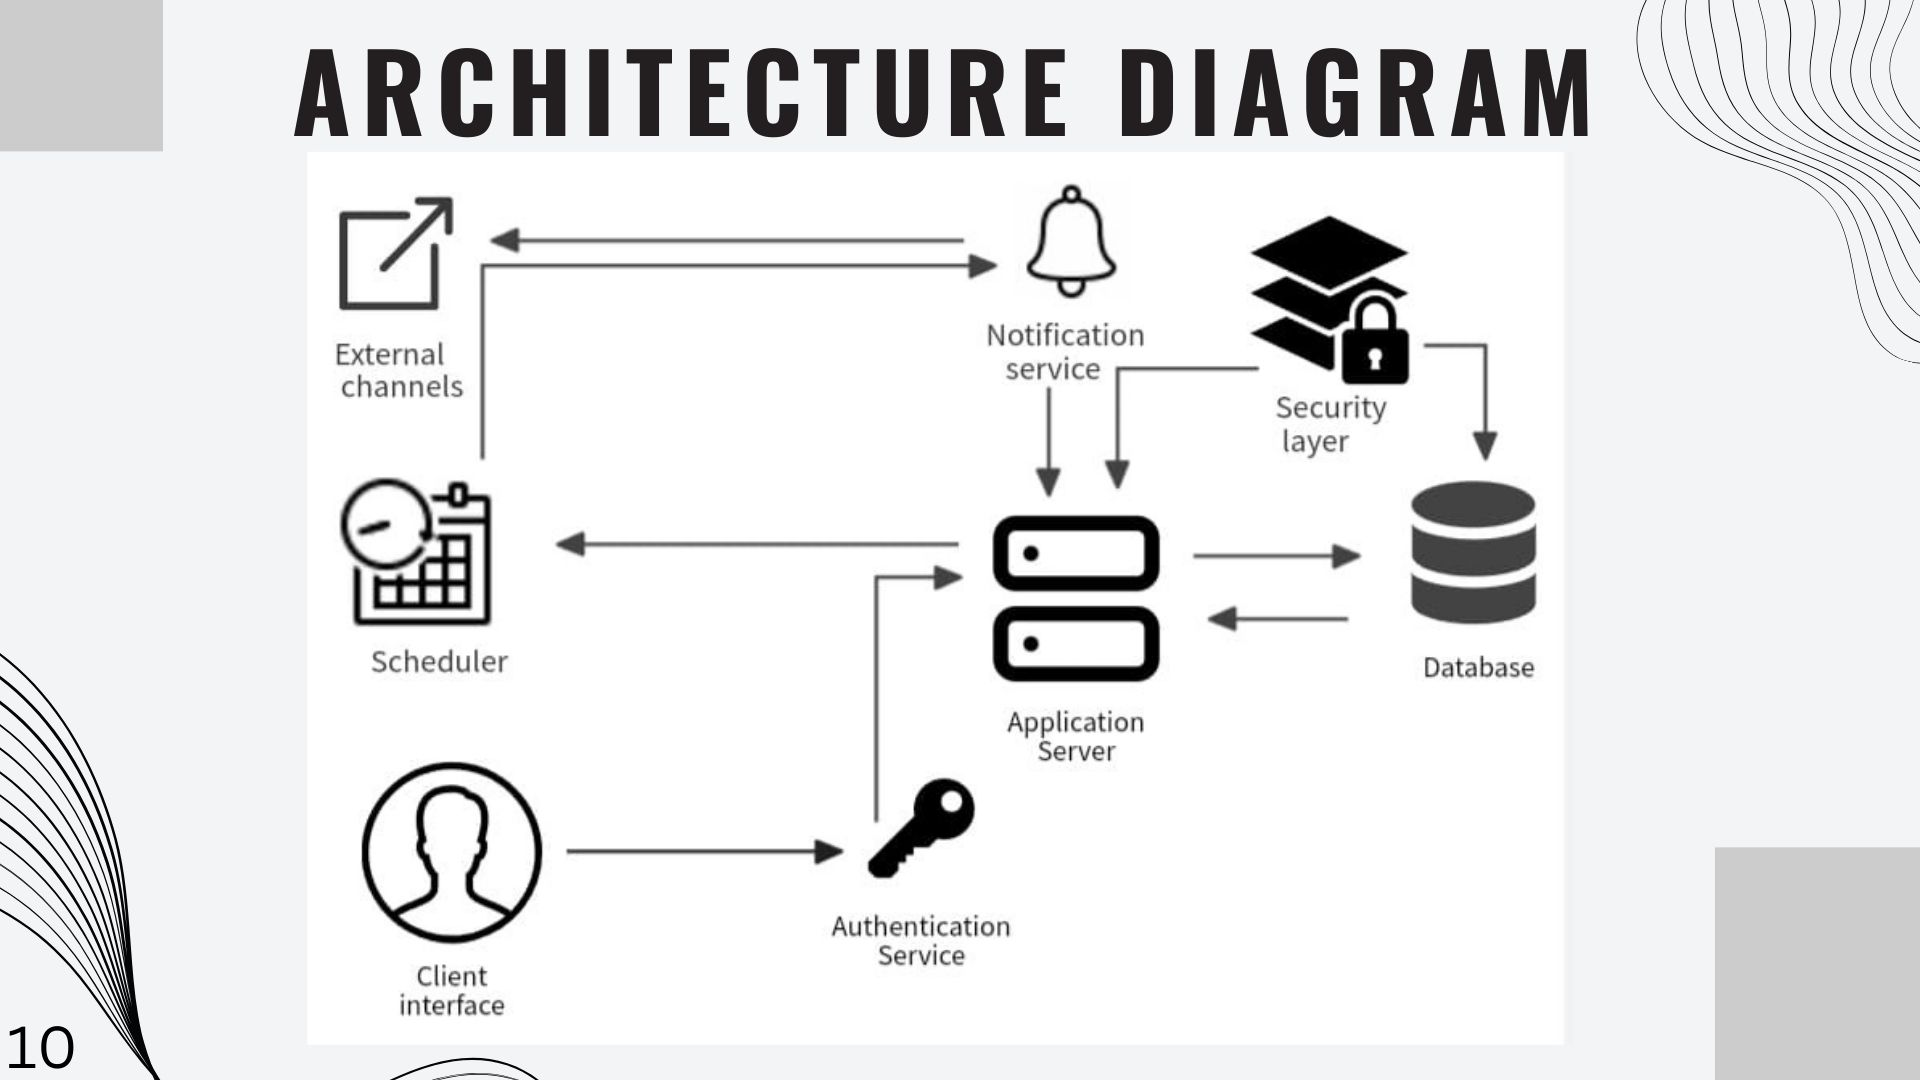 ARCHITECTURE DIAGRAM
External
channels
Notification
service
Security
layer
Scheduler
Database
Application
Server
Authentication
Service
Client
interface
10